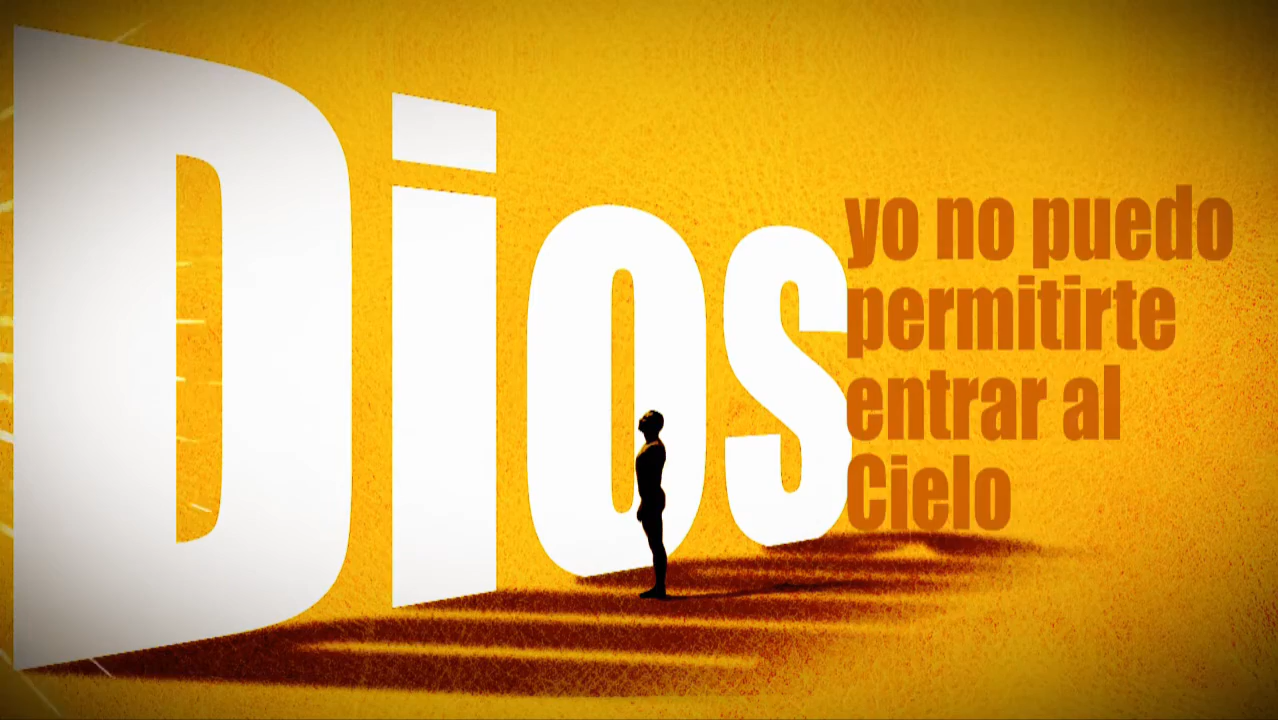 Dios
yo no puedo
permitirte
entrar al
Cielo